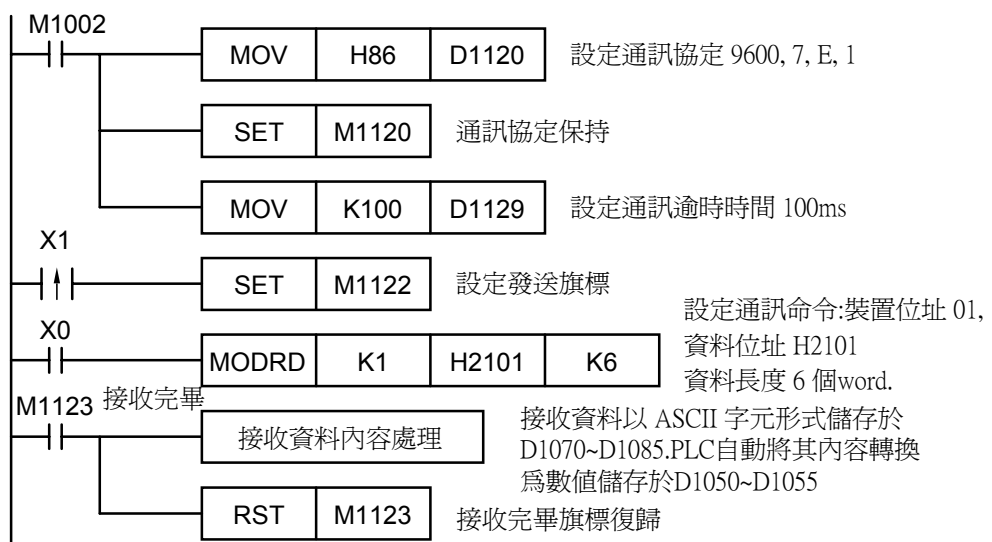 M1002
MOV H86 D1120 設定通訊協定 9600, 7, E, 1
SET M1120 通訊協定保持
MOV K100 D1129 設定通訊逾時時間 100ms
X1
SET M1122 設定發送旗標
X0
MODRD K1 H2101 K6
設定通訊命令:裝置位址 01,
資料位址 H2101
資料長度 6 個word.
M1123 接收完畢
接收資料內容處理
接收資料以 ASCII 字元形式儲存於
D1070~D1085.PLC自動將其內容轉換
爲數值儲存於D1050~D1055
RST M1123 接收完畢旗標復歸